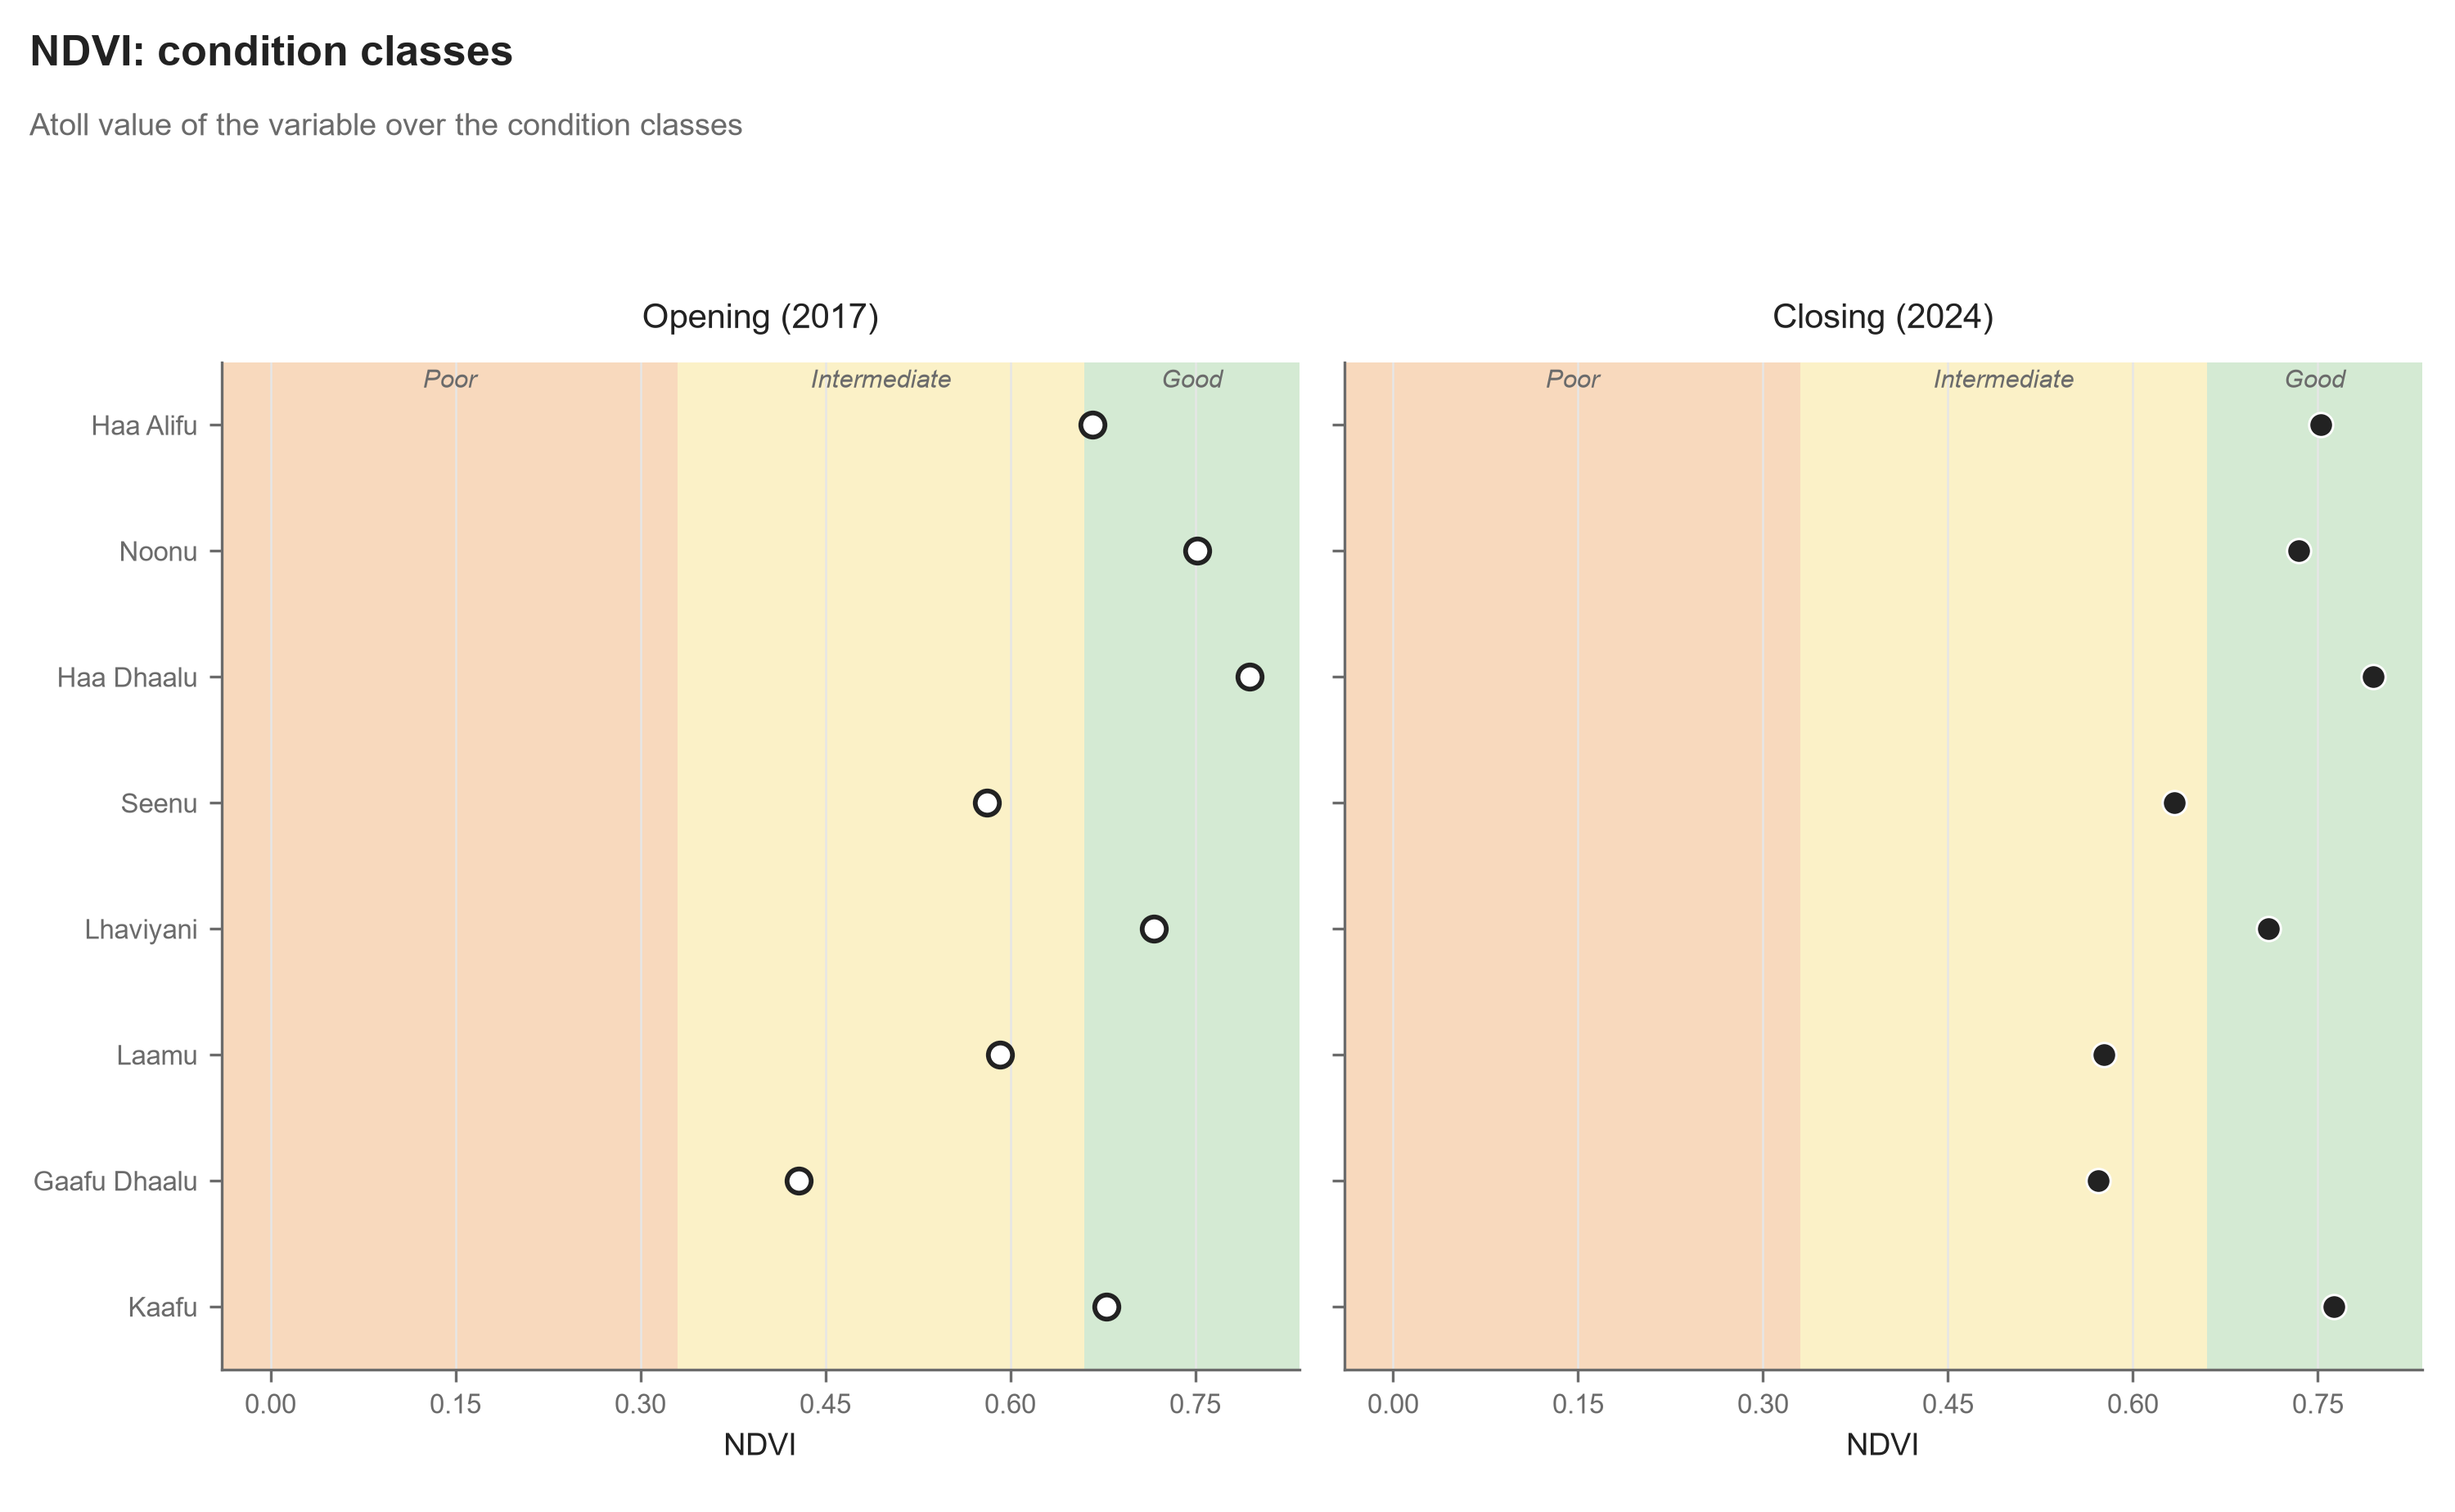 NDVI: condition classes
Atoll value of the variable over the condition classes
Opening (2017)
Closing (2024)
Poor
Intermediate
Good
Poor
Intermediate
Good
Haa Alifu
Noonu
Haa Dhaalu
Seenu
Lhaviyani
Laamu
Gaafu Dhaalu
Kaafu
0.00 0.15 0.30 0.45 0.60 0.75
0.00 0.15 0.30 0.45 0.60 0.75
NDVI
NDVI